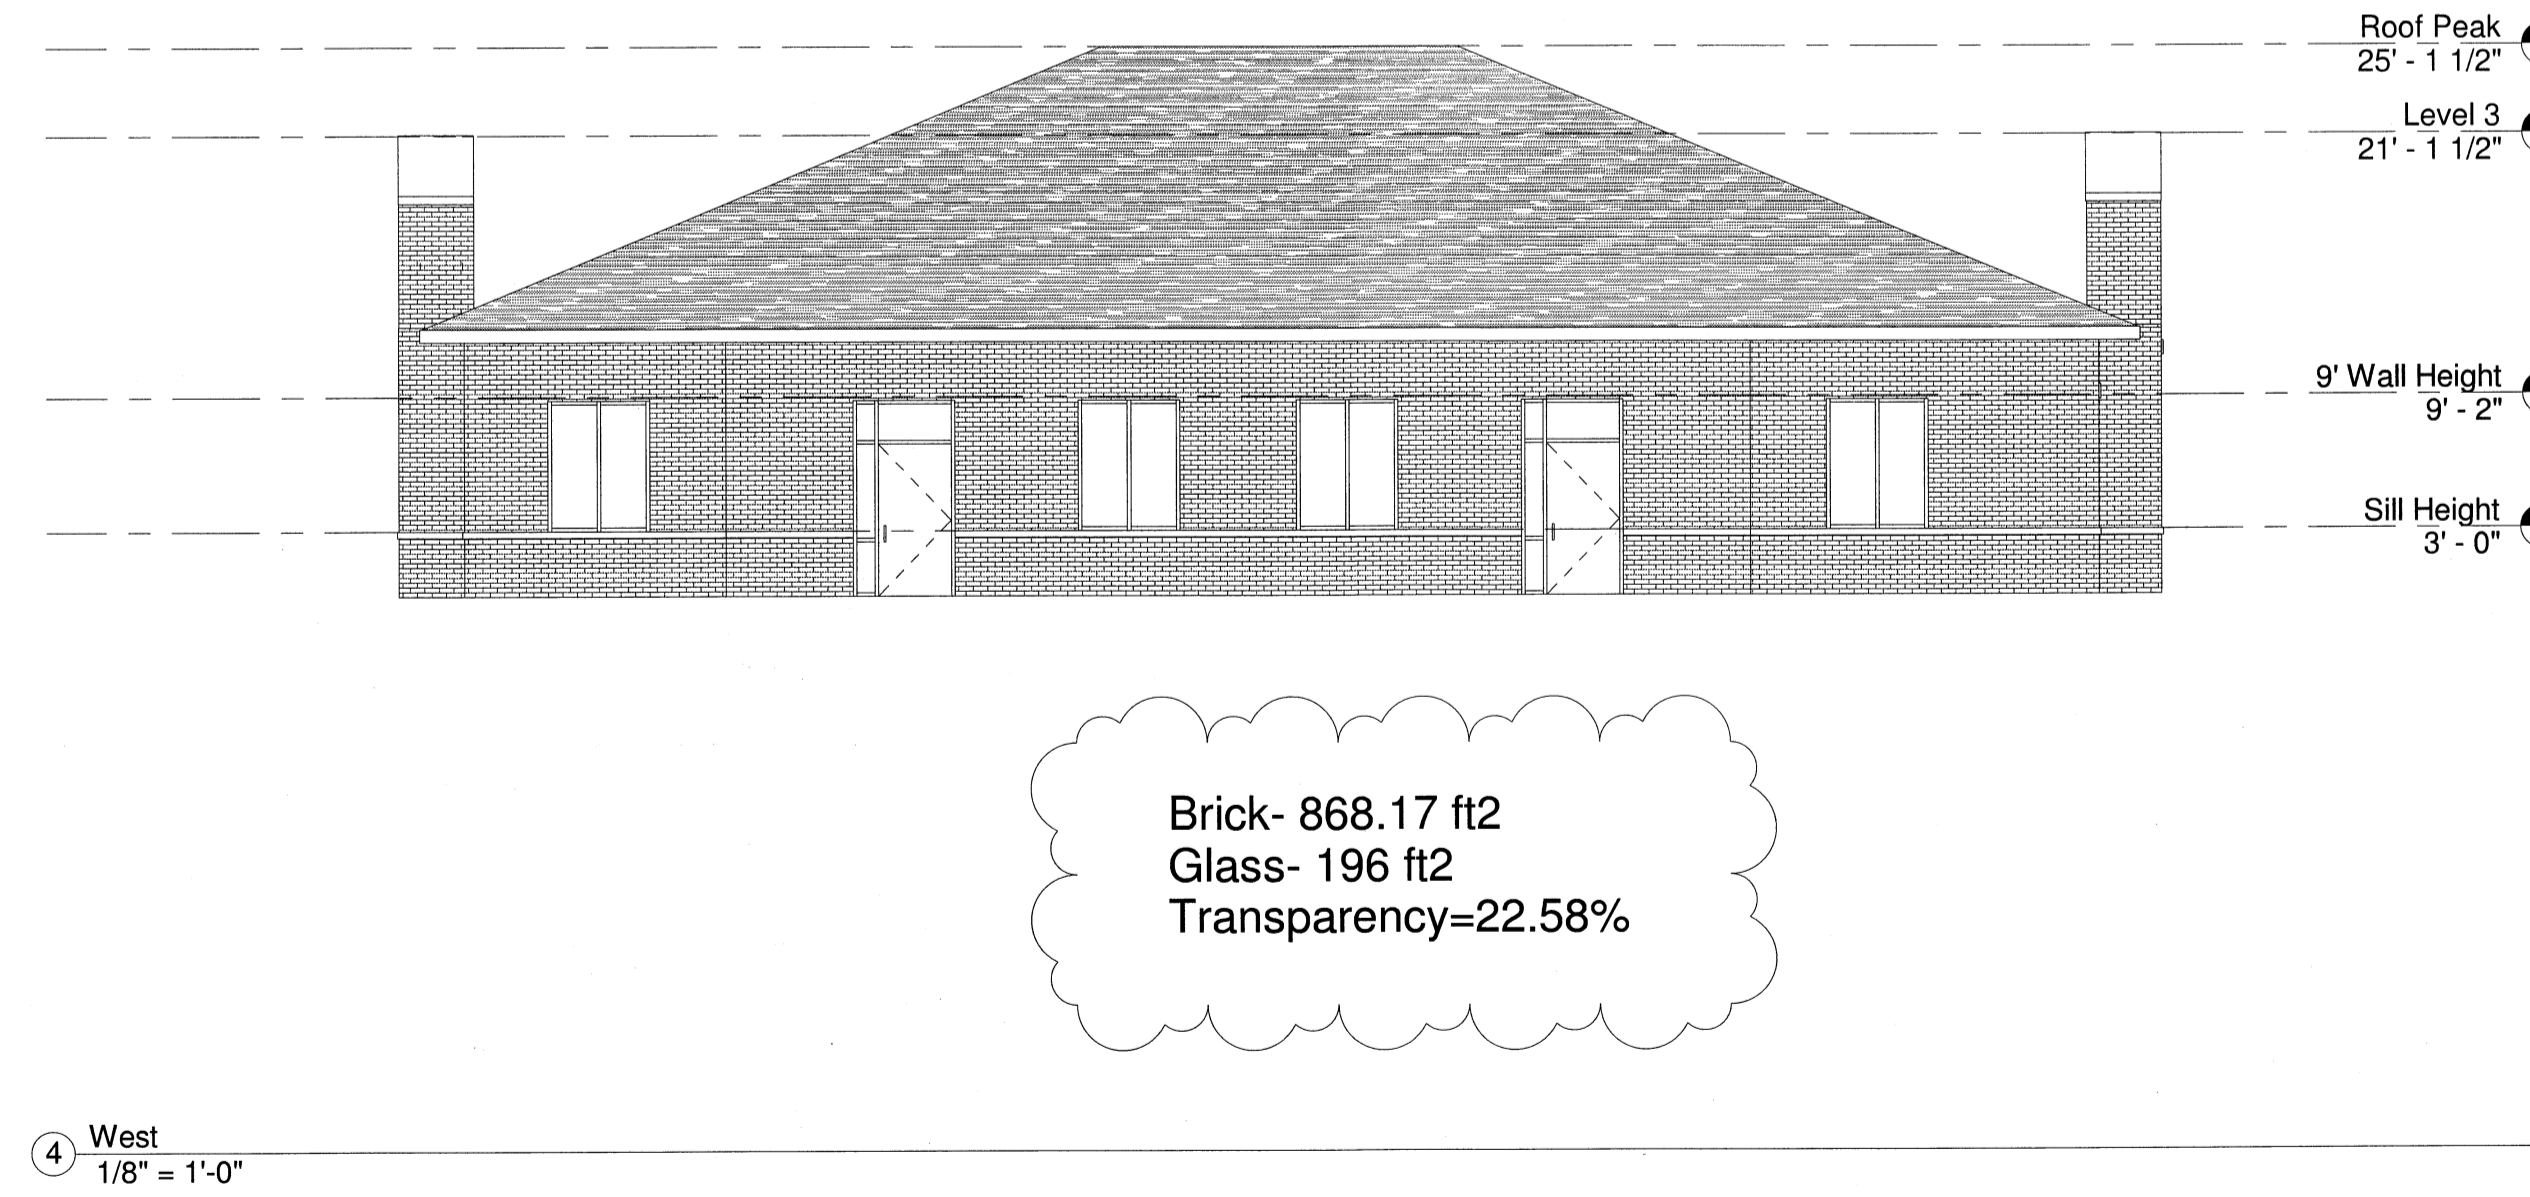 Roof Peak
25' - 1 1/2"
Level 3
21' - 1 1/2"
9' Wall Height
9' - 2"
Sill Height
3' - 0"
Brick- 868.17 ft2
Glass- 196 ft2
Transparency=22.58%
4
West
1/8" = 1'-0"